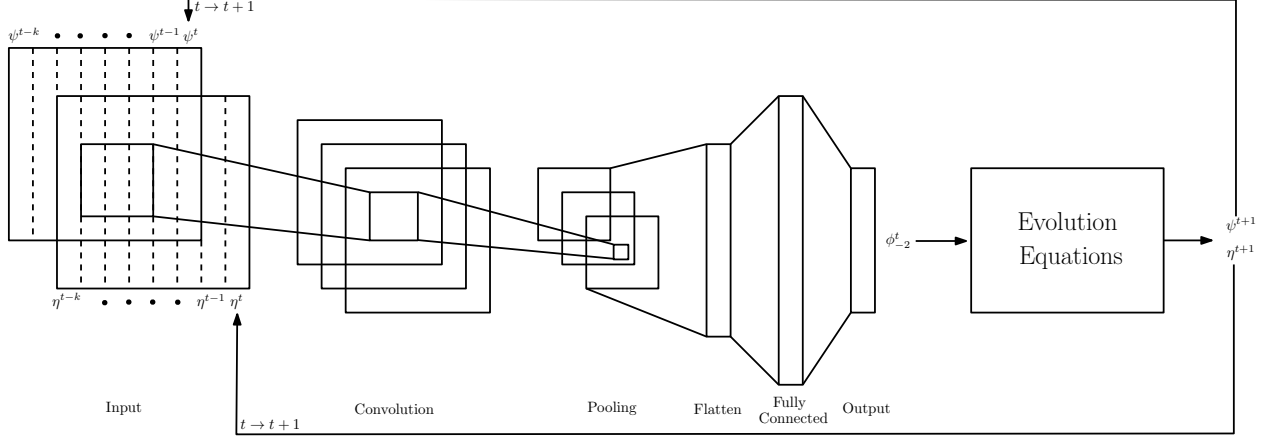 t → t + 1
ψ^{t−k} • • • • ψ^{t−1} ψ^t
η^{t−k} • • • • η^{t−1} η^t
ϕ^t_{−2}
Evolution
Equations
ψ^{t+1}
η^{t+1}
Input
Convolution
Pooling
Flatten
Fully
Connected
Output
t → t + 1